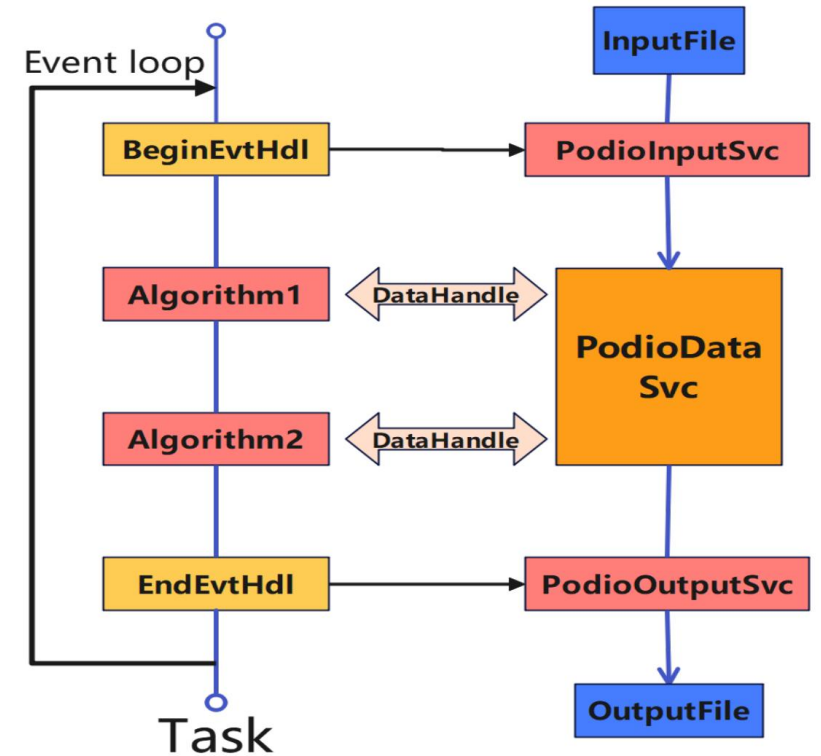 InputFile
Event loop
BeginEvtHdl
PodioInputSvc
Algorithm1
DataHandle
PodioData
Svc
Algorithm2
DataHandle
EndEvtHdl
PodioOutputSvc
OutputFile
Task